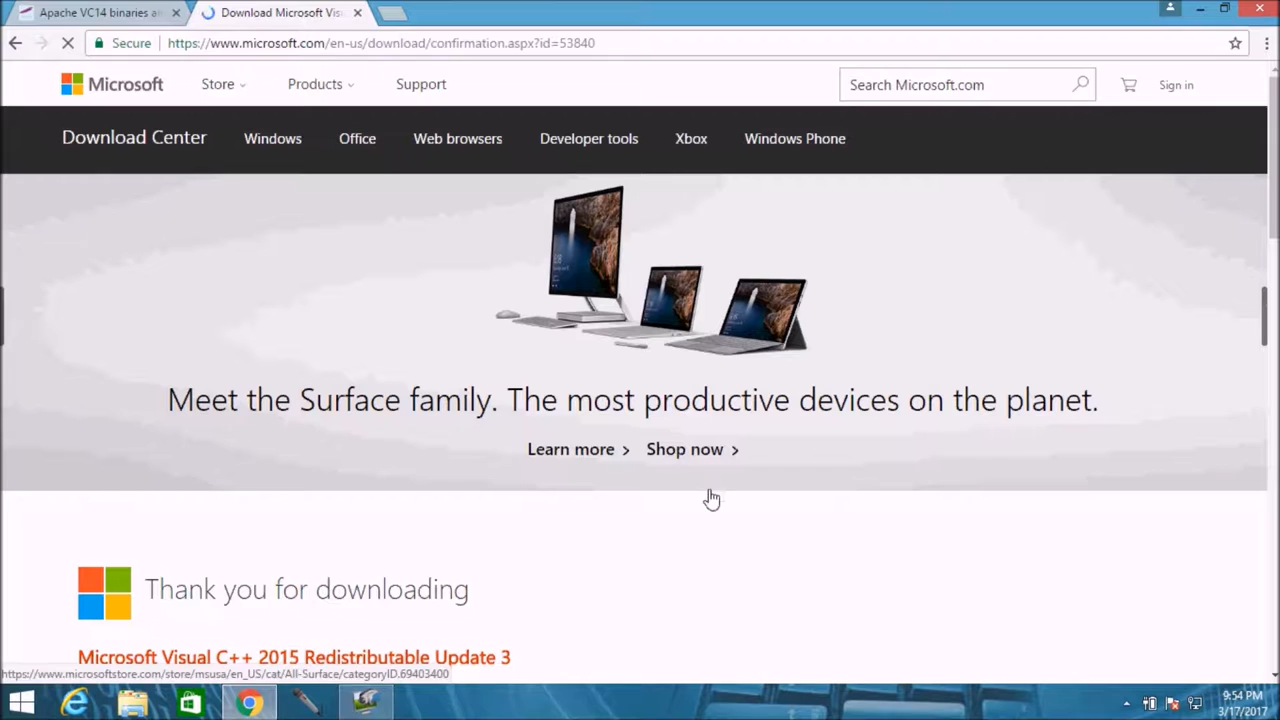 Apache VC14 binaries a
Download Microsoft Vis
Secure https://www.microsoft.com/en-us/download/confirmation.aspx?id=53840
Microsoft Store Products Support Search Microsoft.com Sign in
Download Center Windows Office Web browsers Developer tools Xbox Windows Phone
Meet the Surface family. The most productive devices on the planet.
Learn more > Shop now >
Thank you for downloading
Microsoft Visual C++ 2015 Redistributable Update 3
https://www.microsoftstore.com/store/msusa/en_US/cat/All-Surface/categoryID.69403400
9:54 PM
3/17/2017